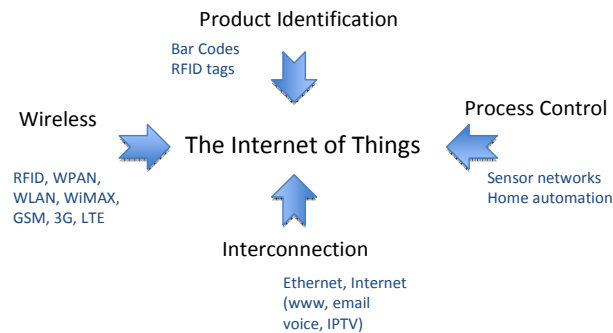 Product Identification
Bar Codes
RFID tags
Wireless
Process Control
The Internet of Things
RFID, WPAN,
WLAN, WiMAX,
GSM, 3G, LTE
Sensor networks
Home automation
Interconnection
Ethernet, Internet
(www, email
voice, IPTV)